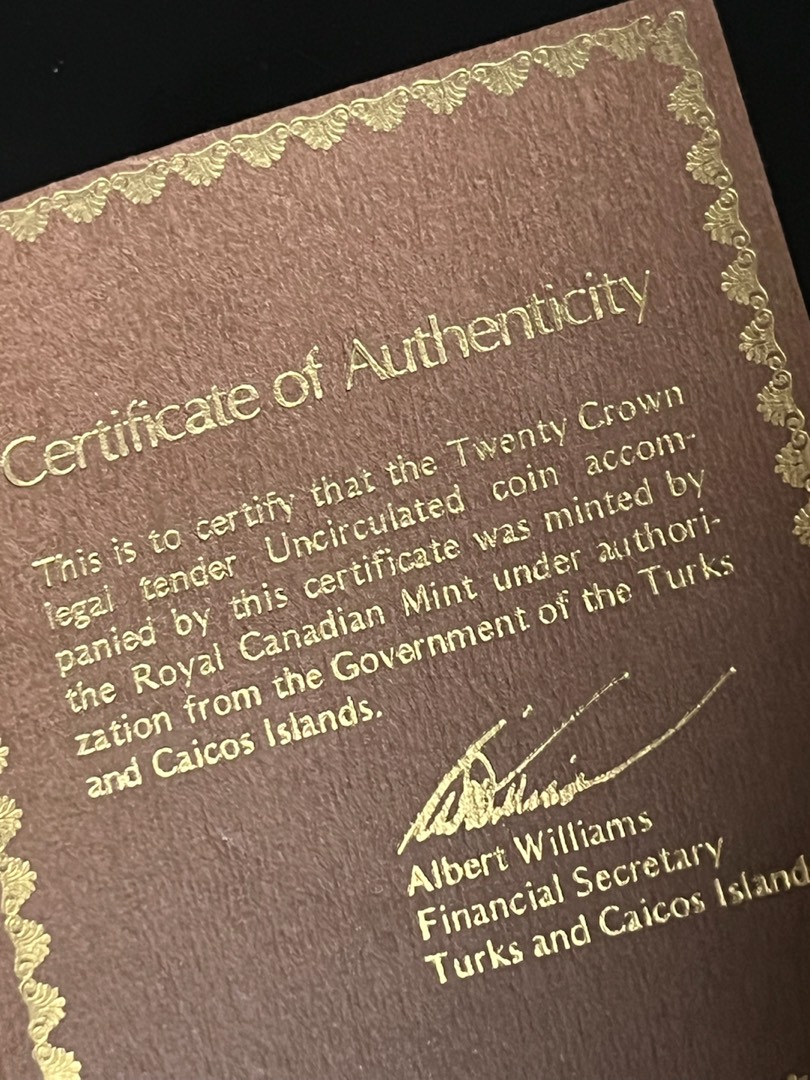 Certificate of Authenticity
This is to certify that the Twenty Crown
legal tender Uncirculated coin accom-
panied by this certificate was minted by
the Royal Canadian Mint under authori-
zation from the Government of the Turks
and Caicos Islands.
Albert Williams
Financial Secretary
Turks and Caicos Island